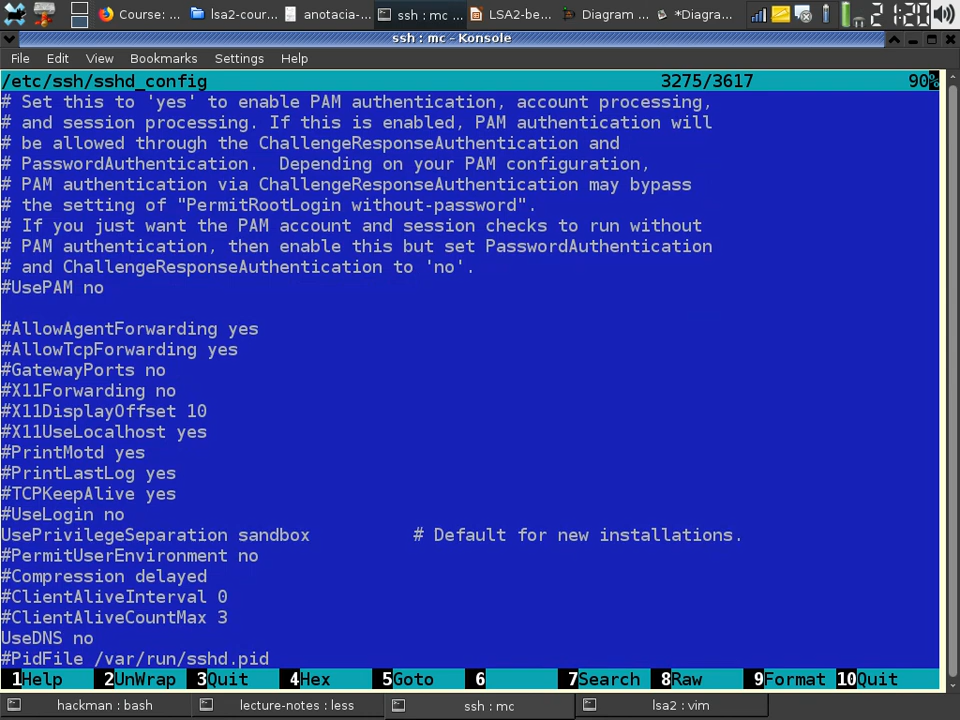 Course: ...
lsa2-cour...
anotacia-...
ssh : mc ...
LSA2-be...
Diagram ...
*Diagra...
21:20
ssh : mc - Konsole
File Edit View Bookmarks Settings Help
/etc/ssh/sshd_config 3275/3617 90%
# Set this to 'yes' to enable PAM authentication, account processing,
# and session processing. If this is enabled, PAM authentication will
# be allowed through the ChallengeResponseAuthentication and
# PasswordAuthentication.  Depending on your PAM configuration,
# PAM authentication via ChallengeResponseAuthentication may bypass
# the setting of "PermitRootLogin without-password".
# If you just want the PAM account and session checks to run without
# PAM authentication, then enable this but set PasswordAuthentication
# and ChallengeResponseAuthentication to 'no'.
#UsePAM no
#AllowAgentForwarding yes
#AllowTcpForwarding yes
#GatewayPorts no
#X11Forwarding no
#X11DisplayOffset 10
#X11UseLocalhost yes
#PrintMotd yes
#PrintLastLog yes
#TCPKeepAlive yes
#UseLogin no
UsePrivilegeSeparation sandbox          # Default for new installations.
#PermitUserEnvironment no
#Compression delayed
#ClientAliveInterval 0
#ClientAliveCountMax 3
UseDNS no
#PidFile /var/run/sshd.pid
1Help 2UnWrap 3Quit 4Hex 5Goto 6 7Search 8Raw 9Format 10Quit
hackman : bash
lecture-notes : less
ssh : mc
lsa2 : vim